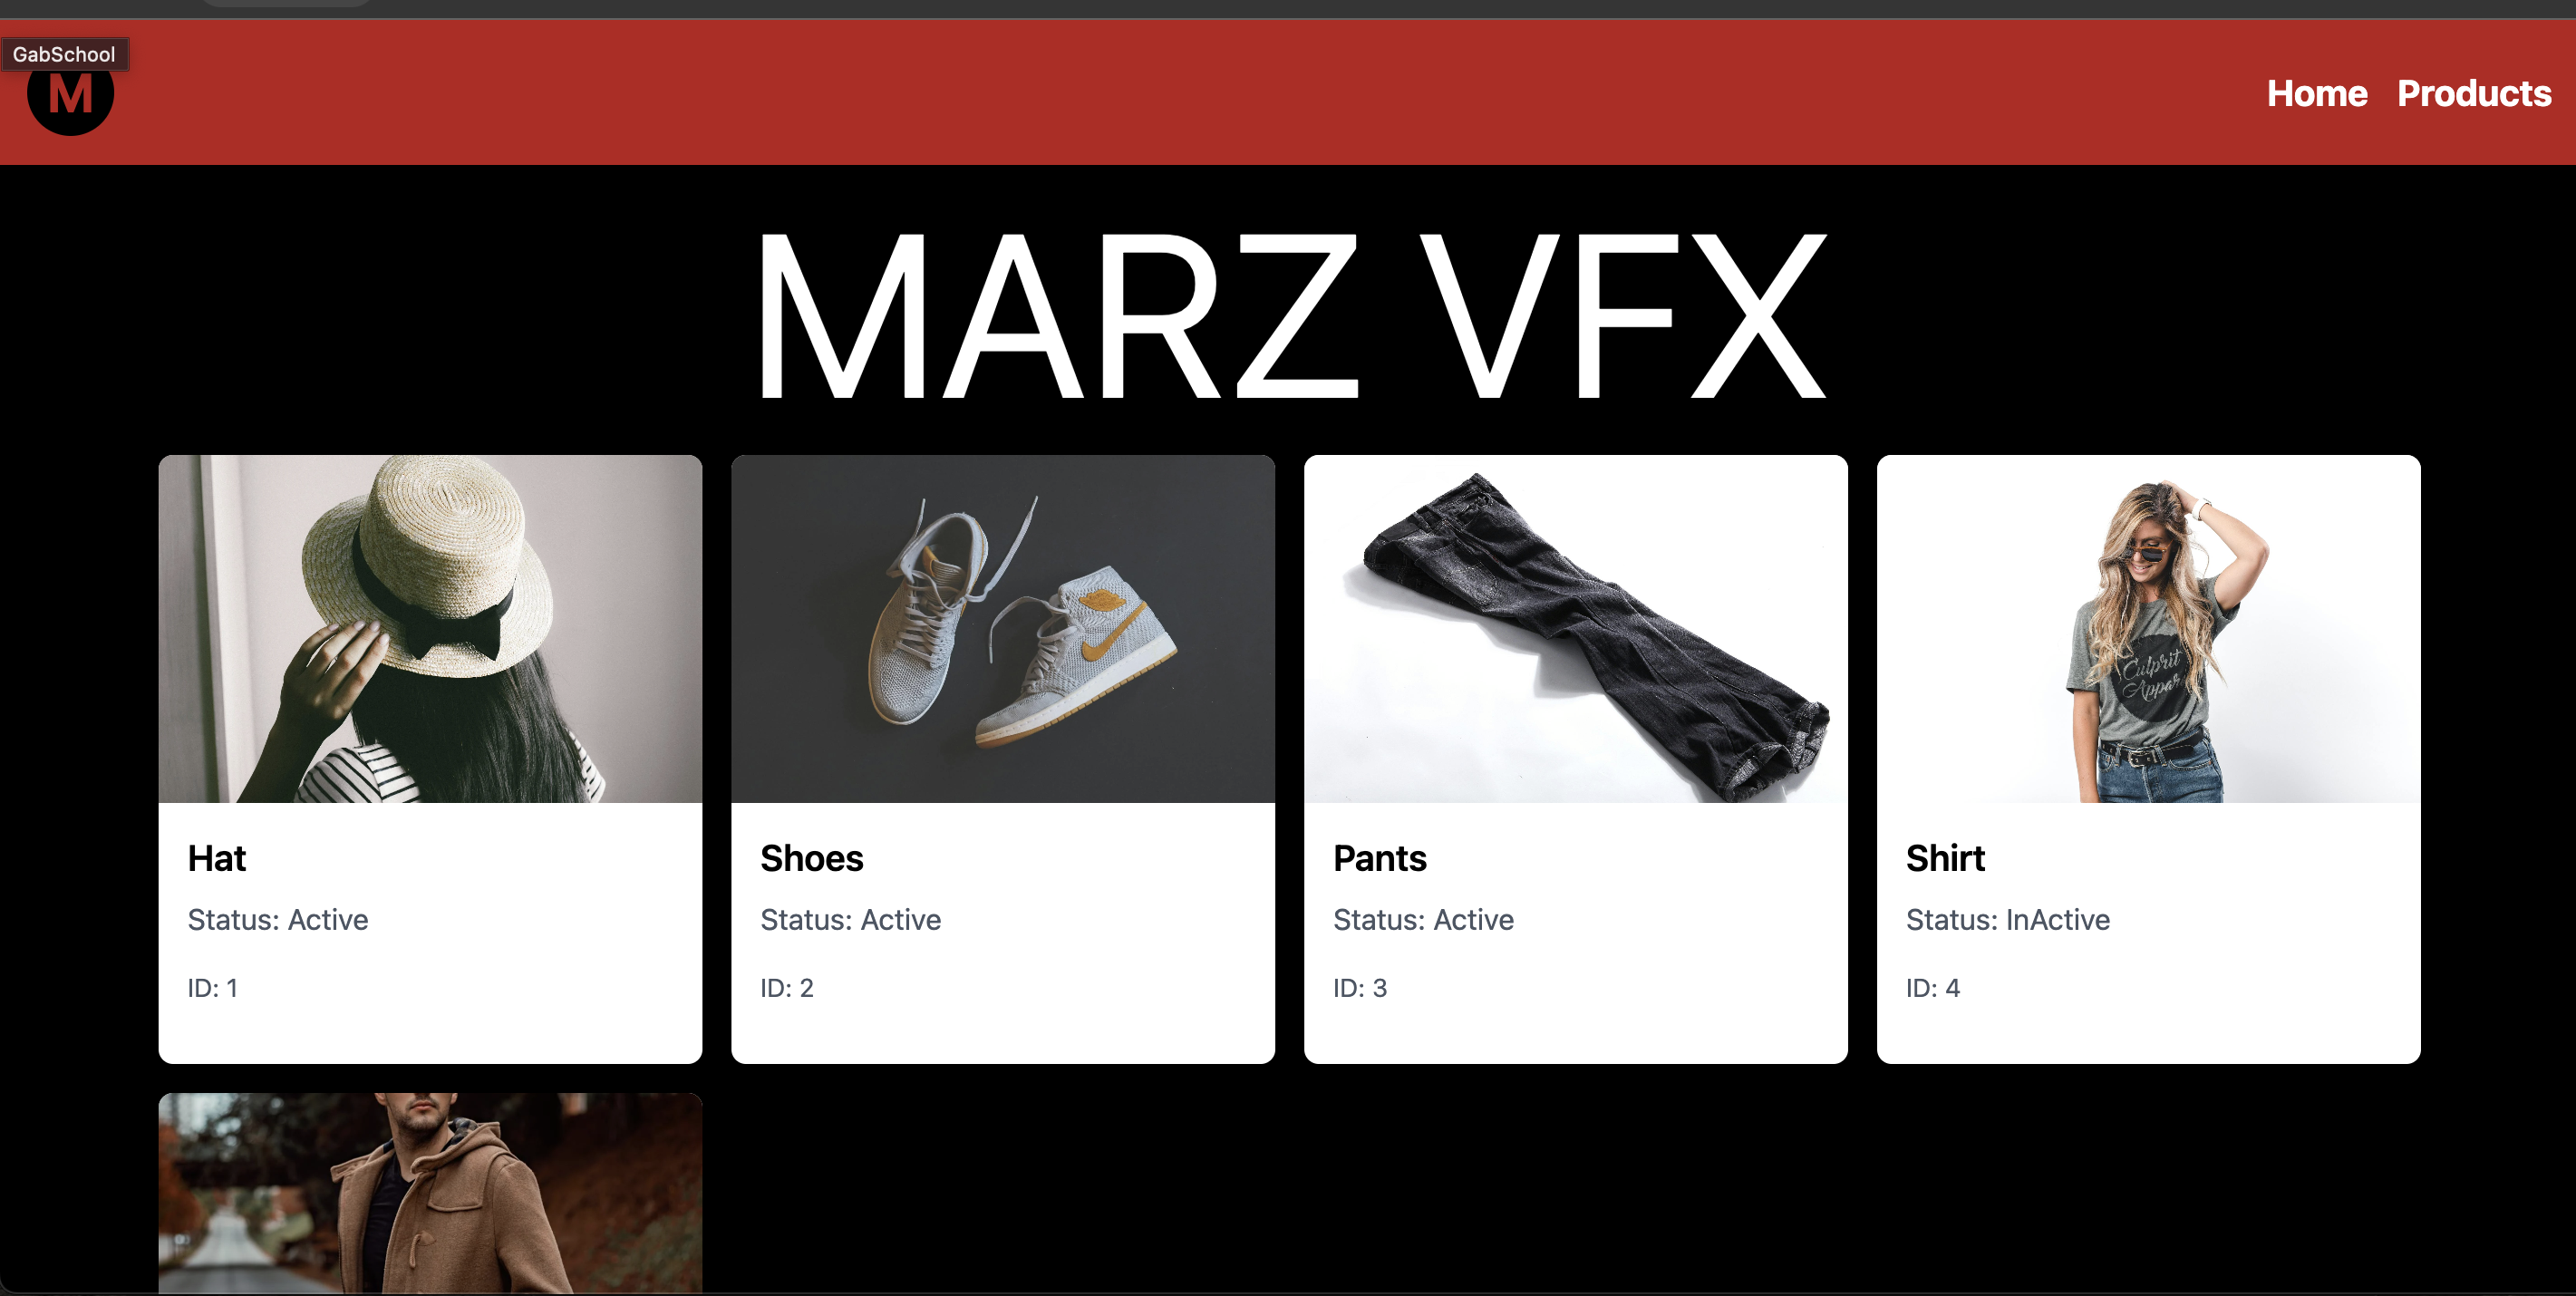 GabSchool
M
Home Products
MARZ VFX
Hat
Status: Active
ID: 1
Shoes
Status: Active
ID: 2
Pants
Status: Active
ID: 3
Culprit
Shirt
Status: InActive
ID: 4